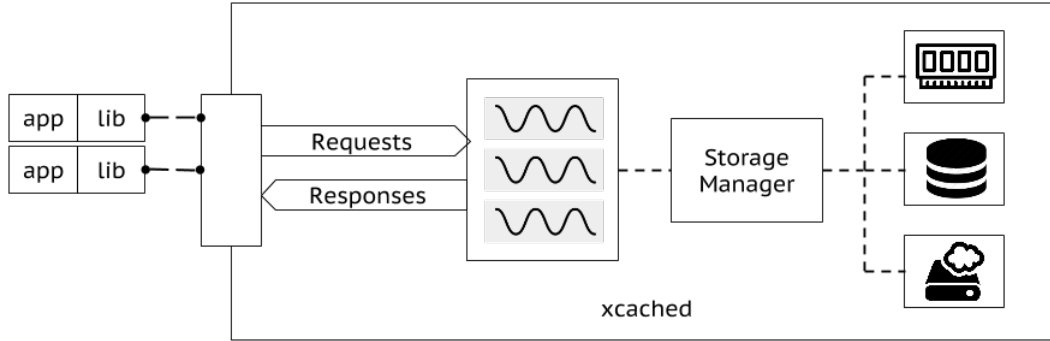 app lib
app lib
Requests
Responses
Storage
Manager
xcached